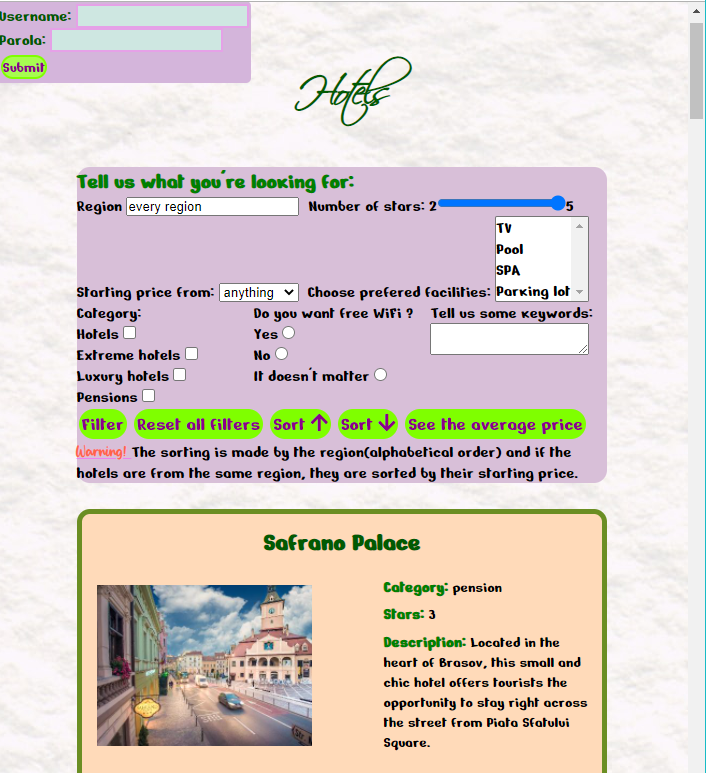 Username:
Parola:
Submit
Hotels
Tell us what you're looking for:
Region every region Number of stars: 2 5
TV
Pool
SPA
Starting price from: anything Choose prefered facilities: Parking lot
Category: Do you want free Wifi ? Tell us some keywords:
Hotels Yes
Extreme hotels No
Luxury hotels It doesn't matter
Pensions
Filter Reset all filters Sort ↑ Sort ↓ See the average price
Warning! The sorting is made by the region(alphabetical order) and if the
hotels are from the same region, they are sorted by their starting price.
Safrano Palace
Category: pension
Stars: 3
Description: Located in the
heart of Brasov, this small and
chic hotel offers tourists the
opportunity to stay right across
the street from Piata Sfatului
Square.